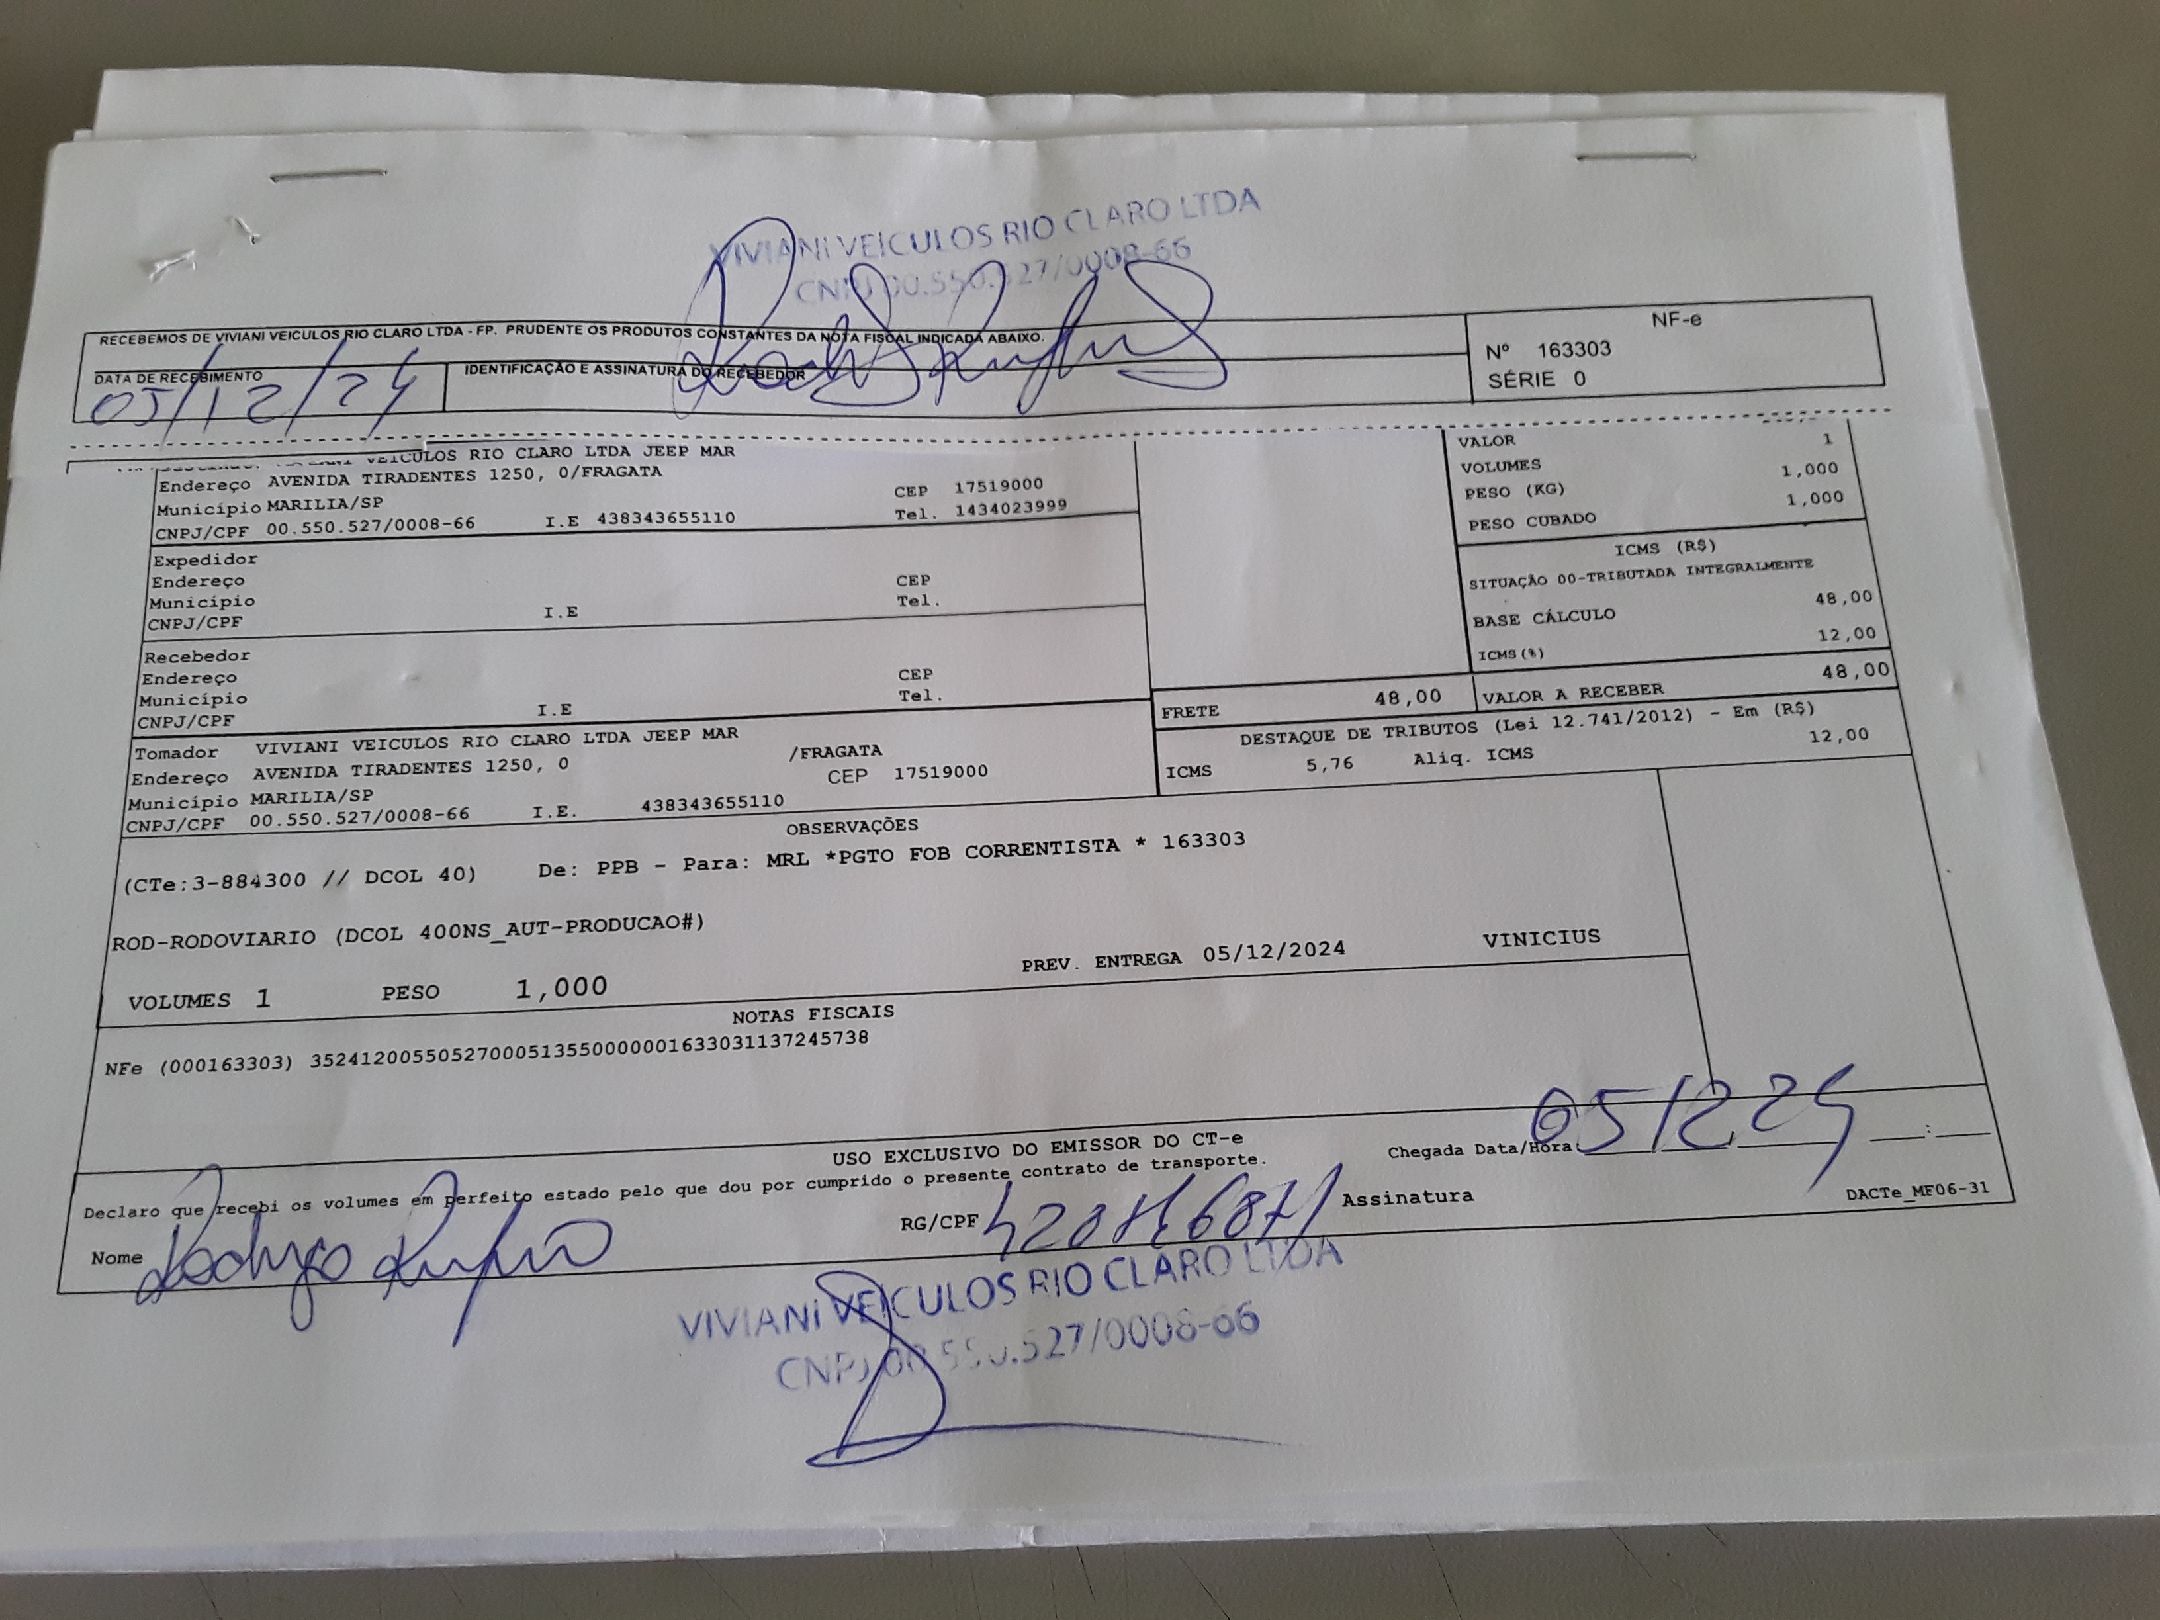 VIVIANI VEICULOS RIO CLARO LTDA
CNPJ 00.550.527/0008-66
RECEBEMOS DE VIVIANI VEICULOS RIO CLARO LTDA - FP. PRUDENTE OS PRODUTOS CONSTANTES DA NOTA FISCAL INDICADA ABAIXO.
NF-e
Nº 163303
SÉRIE 0
DATA DE RECEBIMENTO
05/12/24
IDENTIFICAÇÃO E ASSINATURA DO RECEBEDOR
VEICULOS RIO CLARO LTDA JEEP MAR
Endereço AVENIDA TIRADENTES 1250, 0/FRAGATA
Município MARILIA/SP CEP 17519000
CNPJ/CPF 00.550.527/0008-66 I.E 438343655110 Tel. 1434023999
VALOR
VOLUMES 1
PESO (KG) 1,000
PESO CUBADO 1,000
Expedidor
Endereço CEP
Município Tel.
CNPJ/CPF I.E
ICMS (R$)
SITUAÇÃO 00-TRIBUTADA INTEGRALMENTE
BASE CÁLCULO 48,00
ICMS(%) 12,00
Recebedor
Endereço CEP
Município Tel.
CNPJ/CPF I.E
FRETE 48,00 VALOR A RECEBER 48,00
Tomador VIVIANI VEICULOS RIO CLARO LTDA JEEP MAR
Endereço AVENIDA TIRADENTES 1250, 0 /FRAGATA
Município MARILIA/SP CEP 17519000
CNPJ/CPF 00.550.527/0008-66 I.E. 438343655110
DESTAQUE DE TRIBUTOS (Lei 12.741/2012) - Em (R$)
ICMS 5,76 Aliq. ICMS 12,00
OBSERVAÇÕES
(CTe:3-884300 // DCOL 40) De: PPB - Para: MRL *PGTO FOB CORRENTISTA * 163303
ROD-RODOVIARIO (DCOL 400NS_AUT-PRODUCAO#)
VOLUMES 1 PESO 1,000 PREV. ENTREGA 05/12/2024 VINICIUS
NOTAS FISCAIS
NFe (000163303) 35241200550527000513550000001633031137245738
USO EXCLUSIVO DO EMISSOR DO CT-e
Declaro que recebi os volumes em perfeito estado pelo que dou por cumprido o presente contrato de transporte.
Chegada Data/Hora: 05/12 24
Nome Rodrigo
RG/CPF
Assinatura
DACTe_MF06-31
VIVIANI VEICULOS RIO CLARO LTDA
CNPJ 00.550.527/0008-66